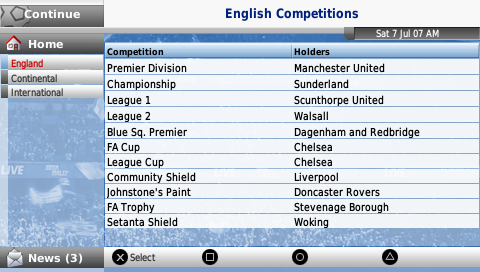 Continue
English Competitions
Sat 7 Jul 07 AM
Home
England
Continental
International
Competition Holders
Premier Division Manchester United
Championship Sunderland
League 1 Scunthorpe United
League 2 Walsall
Blue Sq. Premier Dagenham and Redbridge
FA Cup Chelsea
League Cup Chelsea
Community Shield Liverpool
Johnstone's Paint Doncaster Rovers
FA Trophy Stevenage Borough
Setanta Shield Woking
LIVE
News (3)
Select